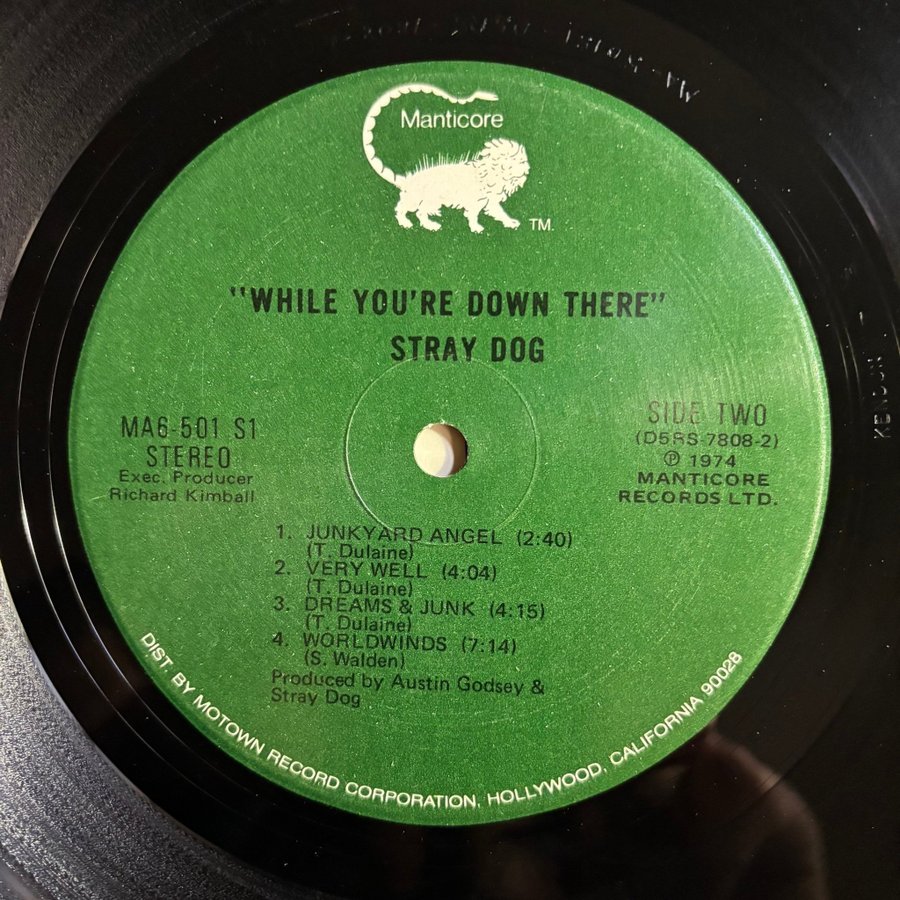 Manticore
TM
"WHILE YOU'RE DOWN THERE"
STRAY DOG
MA6-501 S1
STEREO
Exec. Producer
Richard Kimball
SIDE TWO
(D5RS-7808-2)
℗ 1974
MANTICORE
RECORDS LTD.
1. JUNKYARD ANGEL (2:40)
(T. Dulaine)
2. VERY WELL (4:04)
(T. Dulaine)
3. DREAMS & JUNK (4:15)
(T. Dulaine)
4. WORLDWINDS (7:14)
(S. Walden)
Produced by Austin Godsey &
Stray Dog
DIST. BY MOTOWN RECORD CORPORATION, HOLLYWOOD, CALIFORNIA 90028